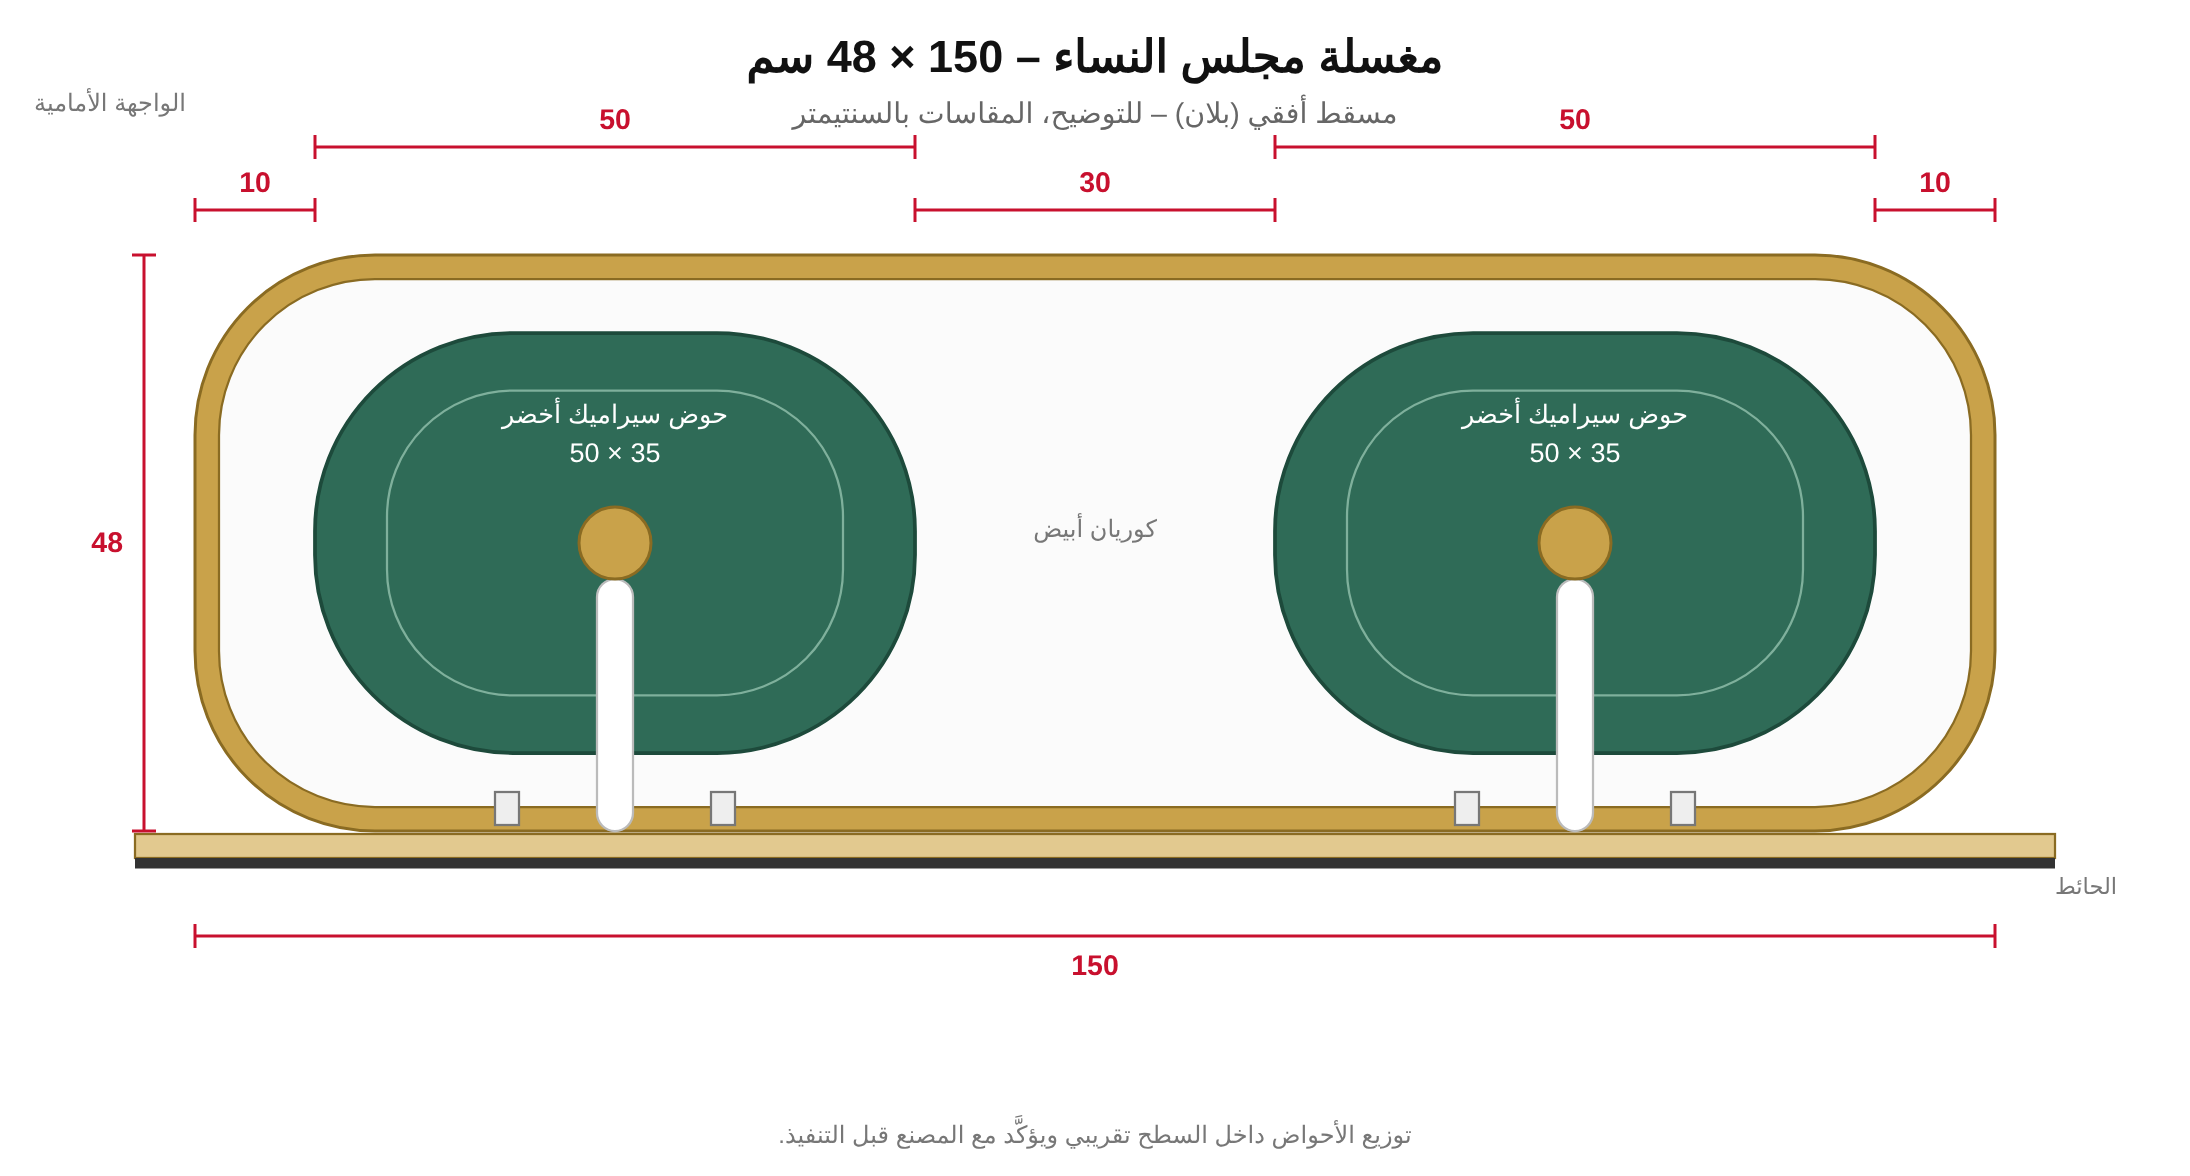 مغسلة مجلس النساء – 150 × 48 سم
الواجهة الأمامية
مسقط أفقي (بلان) – للتوضيح، المقاسات بالسنتيمتر
50
50
10
30
10
حوض سيراميك أخضر
50 × 35
حوض سيراميك أخضر
50 × 35
كوريان أبيض
48
الحائط
150
توزيع الأحواض داخل السطح تقريبي ويؤكَّد مع المصنع قبل التنفيذ.